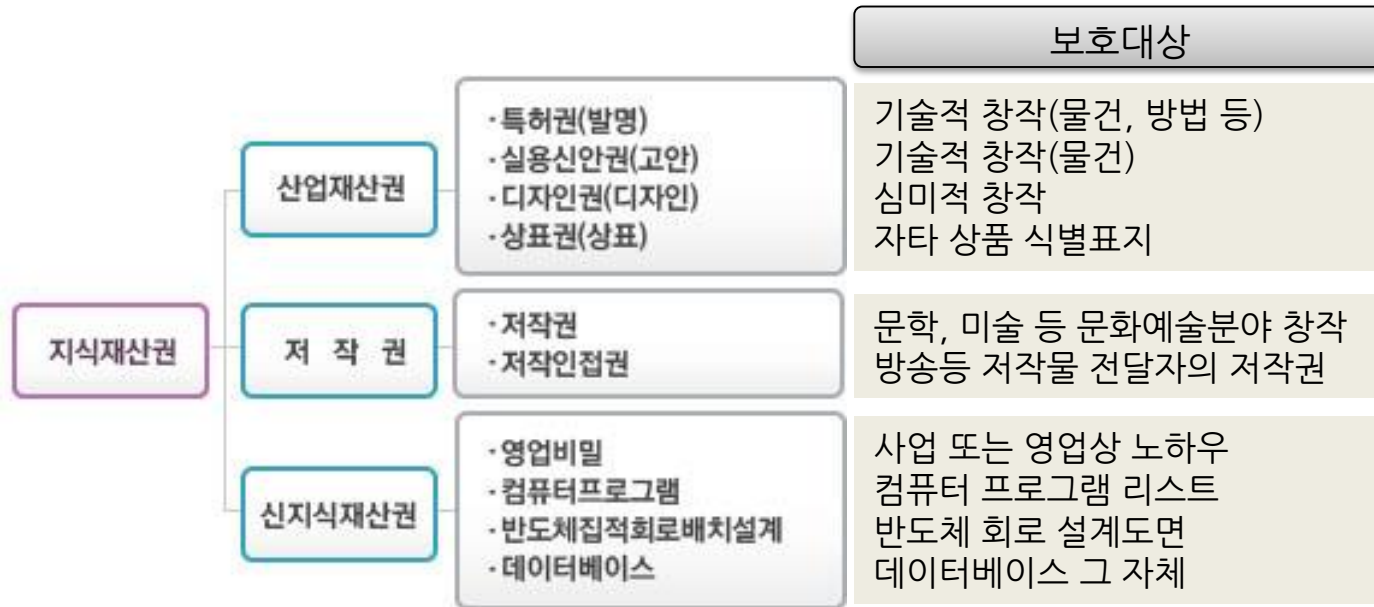 보호대상
지식재산권
산업재산권
·특허권(발명)
·실용신안권(고안)
·디자인권(디자인)
·상표권(상표)
기술적 창작(물건, 방법 등)
기술적 창작(물건)
심미적 창작
자타 상품 식별표지
저 작 권
·저작권
·저작인접권
문학, 미술 등 문화예술분야 창작
방송등 저작물 전달자의 저작권
신지식재산권
·영업비밀
·컴퓨터프로그램
·반도체집적회로배치설계
·데이터베이스
사업 또는 영업상 노하우
컴퓨터 프로그램 리스트
반도체 회로 설계도면
데이터베이스 그 자체